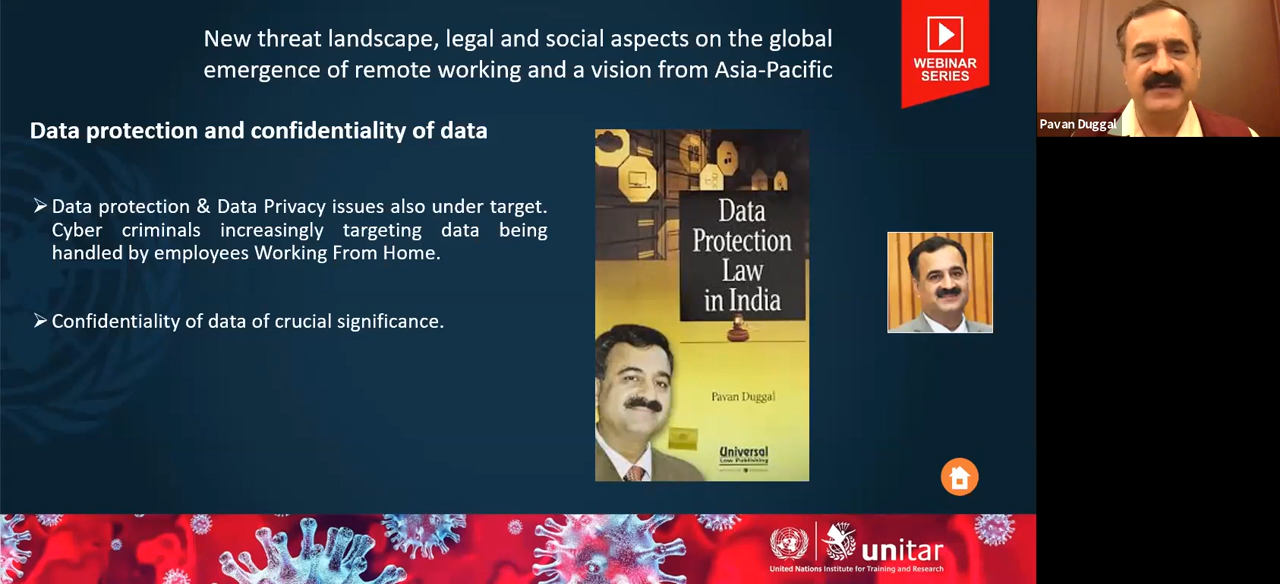 New threat landscape, legal and social aspects on the global
emergence of remote working and a vision from Asia-Pacific
WEBINAR
SERIES
Pavan Duggal
Data protection and confidentiality of data
➢ Data protection & Data Privacy issues also under target.
Cyber criminals increasingly targeting data being
handled by employees Working From Home.
➢ Confidentiality of data of crucial significance.
Data
Protection
Law
in India
Pavan Duggal
Universal
Law Publishing
unitar
United Nations Institute for Training and Research